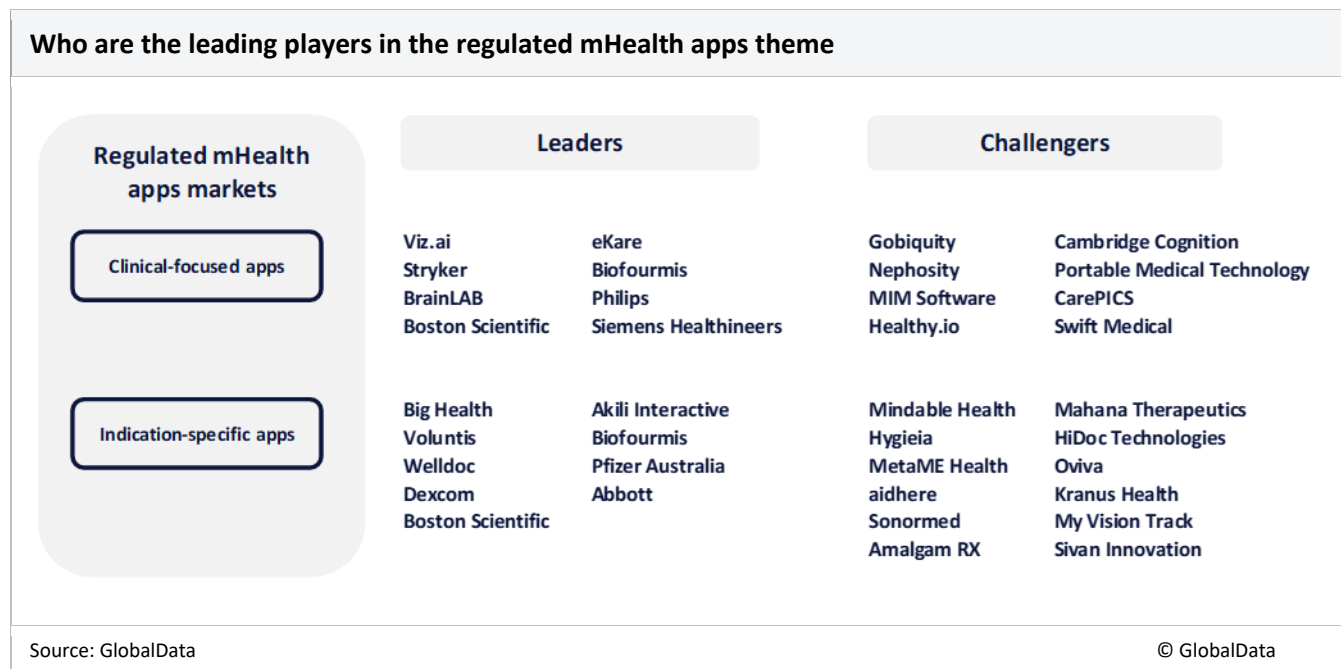 Who are the leading players in the regulated mHealth apps theme
Regulated mHealth
apps markets
Leaders
Challengers
Clinical-focused apps
Viz.ai
Stryker
BrainLAB
Boston Scientific
eKare
Biofourmis
Philips
Siemens Healthineers
Gobiquity
Nephosity
MIM Software
Healthy.io
Cambridge Cognition
Portable Medical Technology
CarePICS
Swift Medical
Indication-specific apps
Big Health
Voluntis
Welldoc
Dexcom
Boston Scientific
Akili Interactive
Biofourmis
Pfizer Australia
Abbott
Mindable Health
Hygieia
MetaME Health
aidhere
Sonormed
Amalgam RX
Mahana Therapeutics
HiDoc Technologies
Oviva
Kranus Health
My Vision Track
Sivan Innovation
Source: GlobalData
© GlobalData